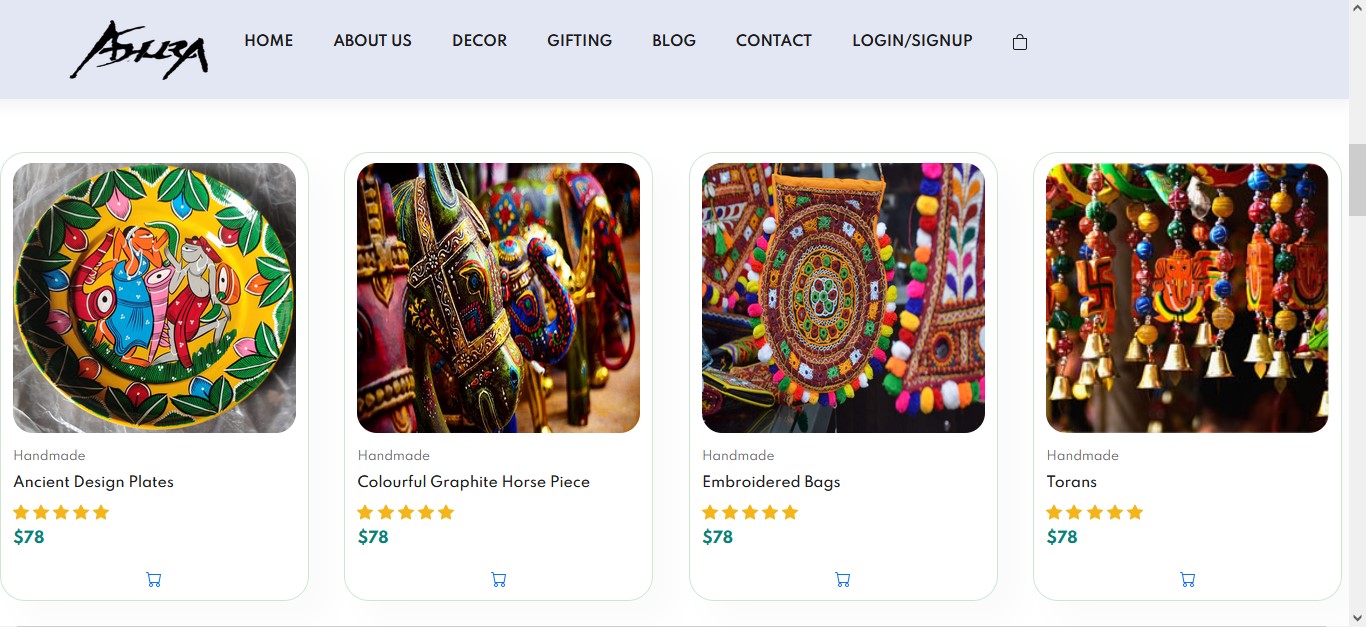 HOME ABOUT US DECOR GIFTING BLOG CONTACT LOGIN/SIGNUP
Handmade
Ancient Design Plates
$78
Handmade
Colourful Graphite Horse Piece
$78
Handmade
Embroidered Bags
$78
Handmade
Torans
$78